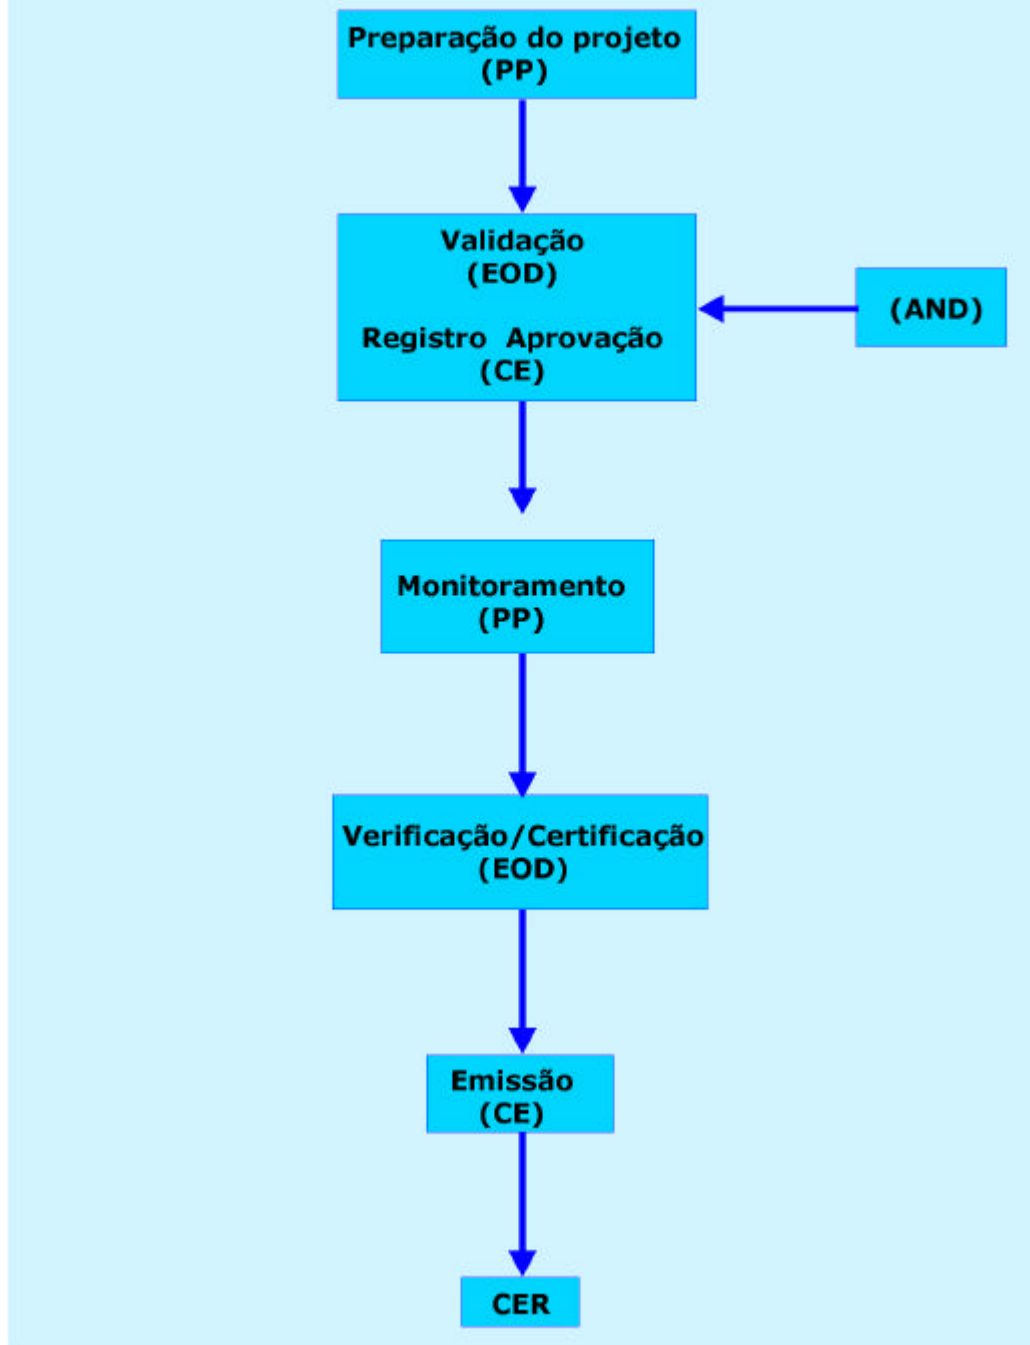 Preparação do projeto
(PP)
Validação
(EOD)
Registro Aprovação
(CE)
(AND)
Monitoramento
(PP)
Verificação/Certificação
(EOD)
Emissão
(CE)
CER